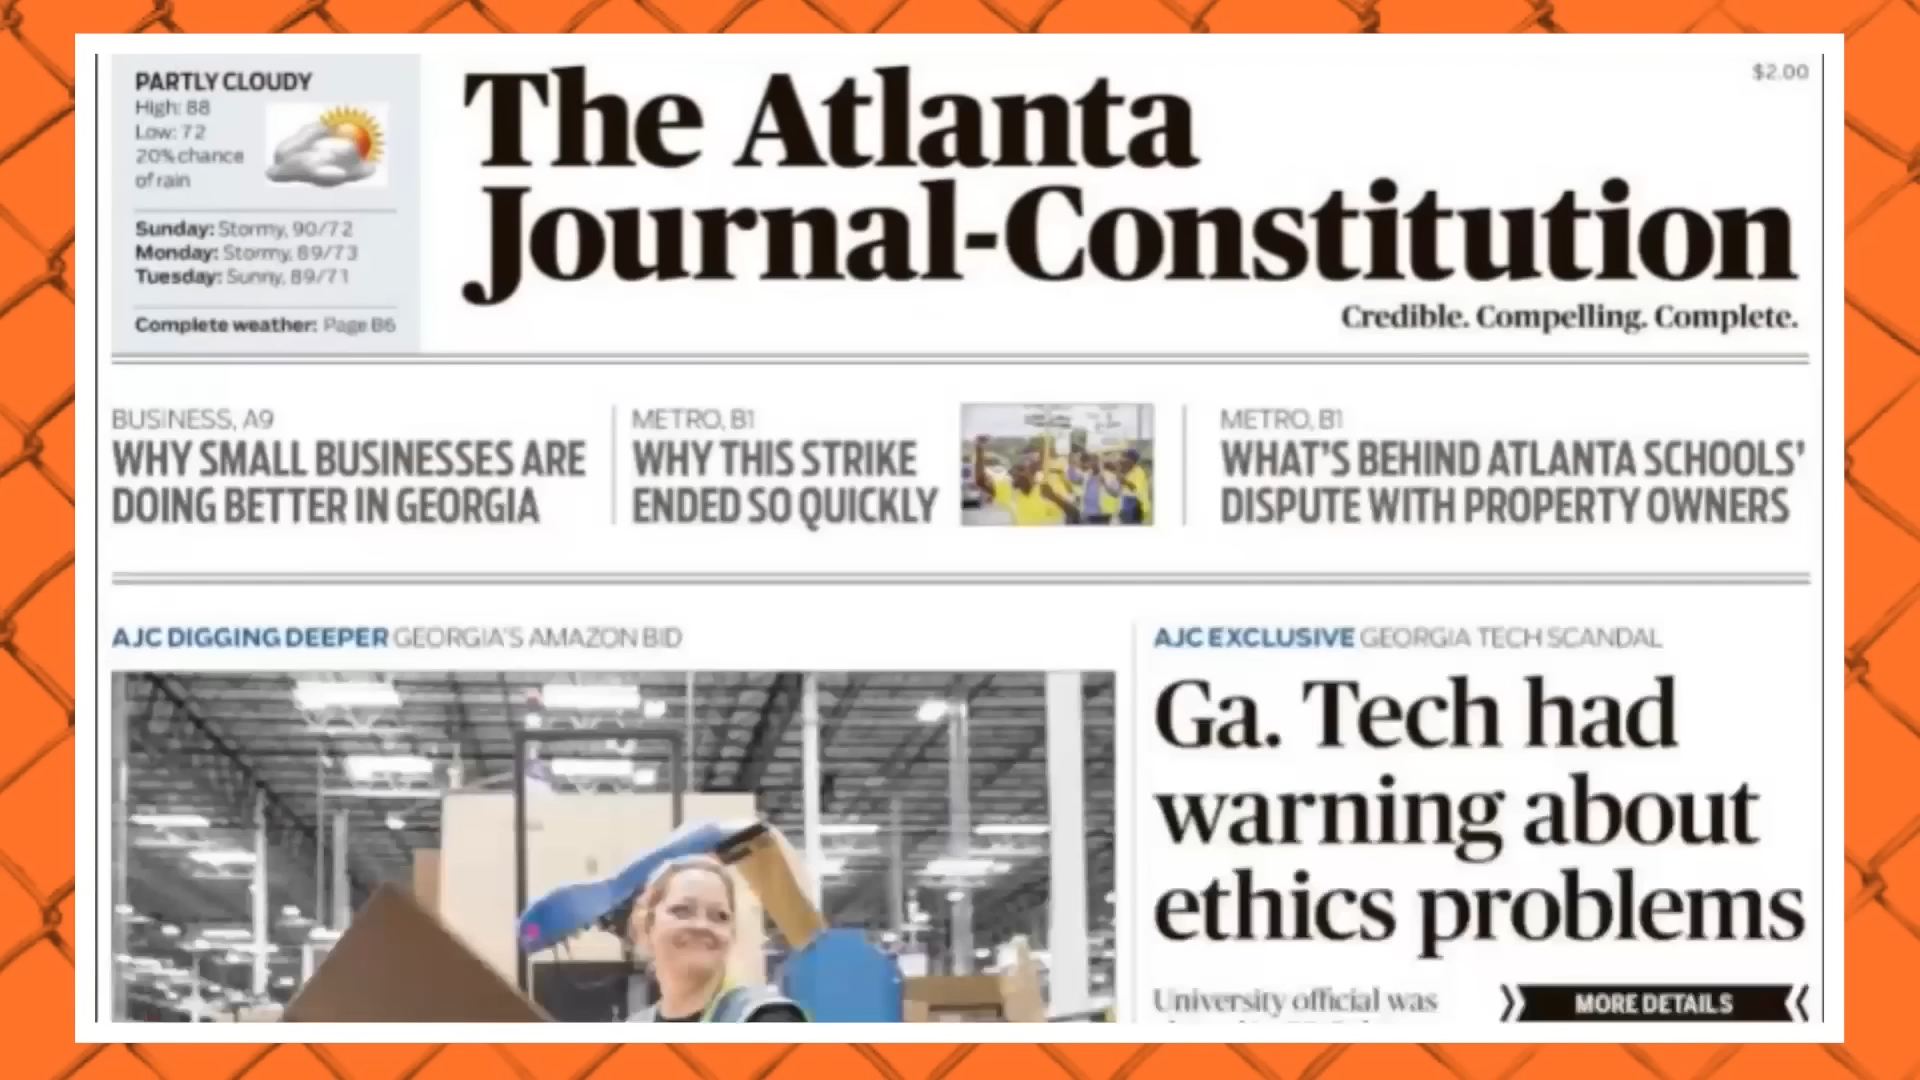 PARTLY CLOUDY
High: 88
Low: 72
20% chance
of rain
Sunday: Stormy, 90/72
Monday: Stormy, 89/73
Tuesday: Sunny, 89/71
Complete weather: Page B6
$2.00
The Atlanta
Journal-Constitution
Credible. Compelling. Complete.
BUSINESS, A9
WHY SMALL BUSINESSES ARE
DOING BETTER IN GEORGIA
METRO, B1
WHY THIS STRIKE
ENDED SO QUICKLY
METRO, B1
WHAT'S BEHIND ATLANTA SCHOOLS'
DISPUTE WITH PROPERTY OWNERS
AJC DIGGING DEEPER GEORGIA'S AMAZON BID
AJC EXCLUSIVE GEORGIA TECH SCANDAL
Ga. Tech had
warning about
ethics problems
University official was
MORE DETAILS